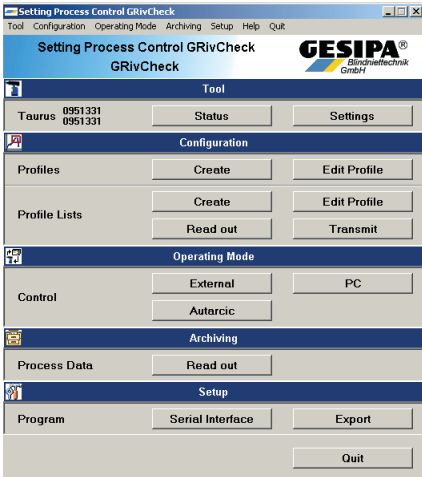 Setting Process Control GRivCheck
Tool Configuration Operating Mode Archiving Setup Help Quit
Setting Process Control GRivCheck
GRivCheck
GESIPA®
Blindniettechnik
GmbH
Tool
Taurus 0951331
0951331
Status Settings
Configuration
Profiles Create Edit Profile
Profile Lists
Create Edit Profile
Read out Transmit
Operating Mode
Control
External PC
Autarcic
Archiving
Process Data Read out
Setup
Program Serial Interface Export
Quit